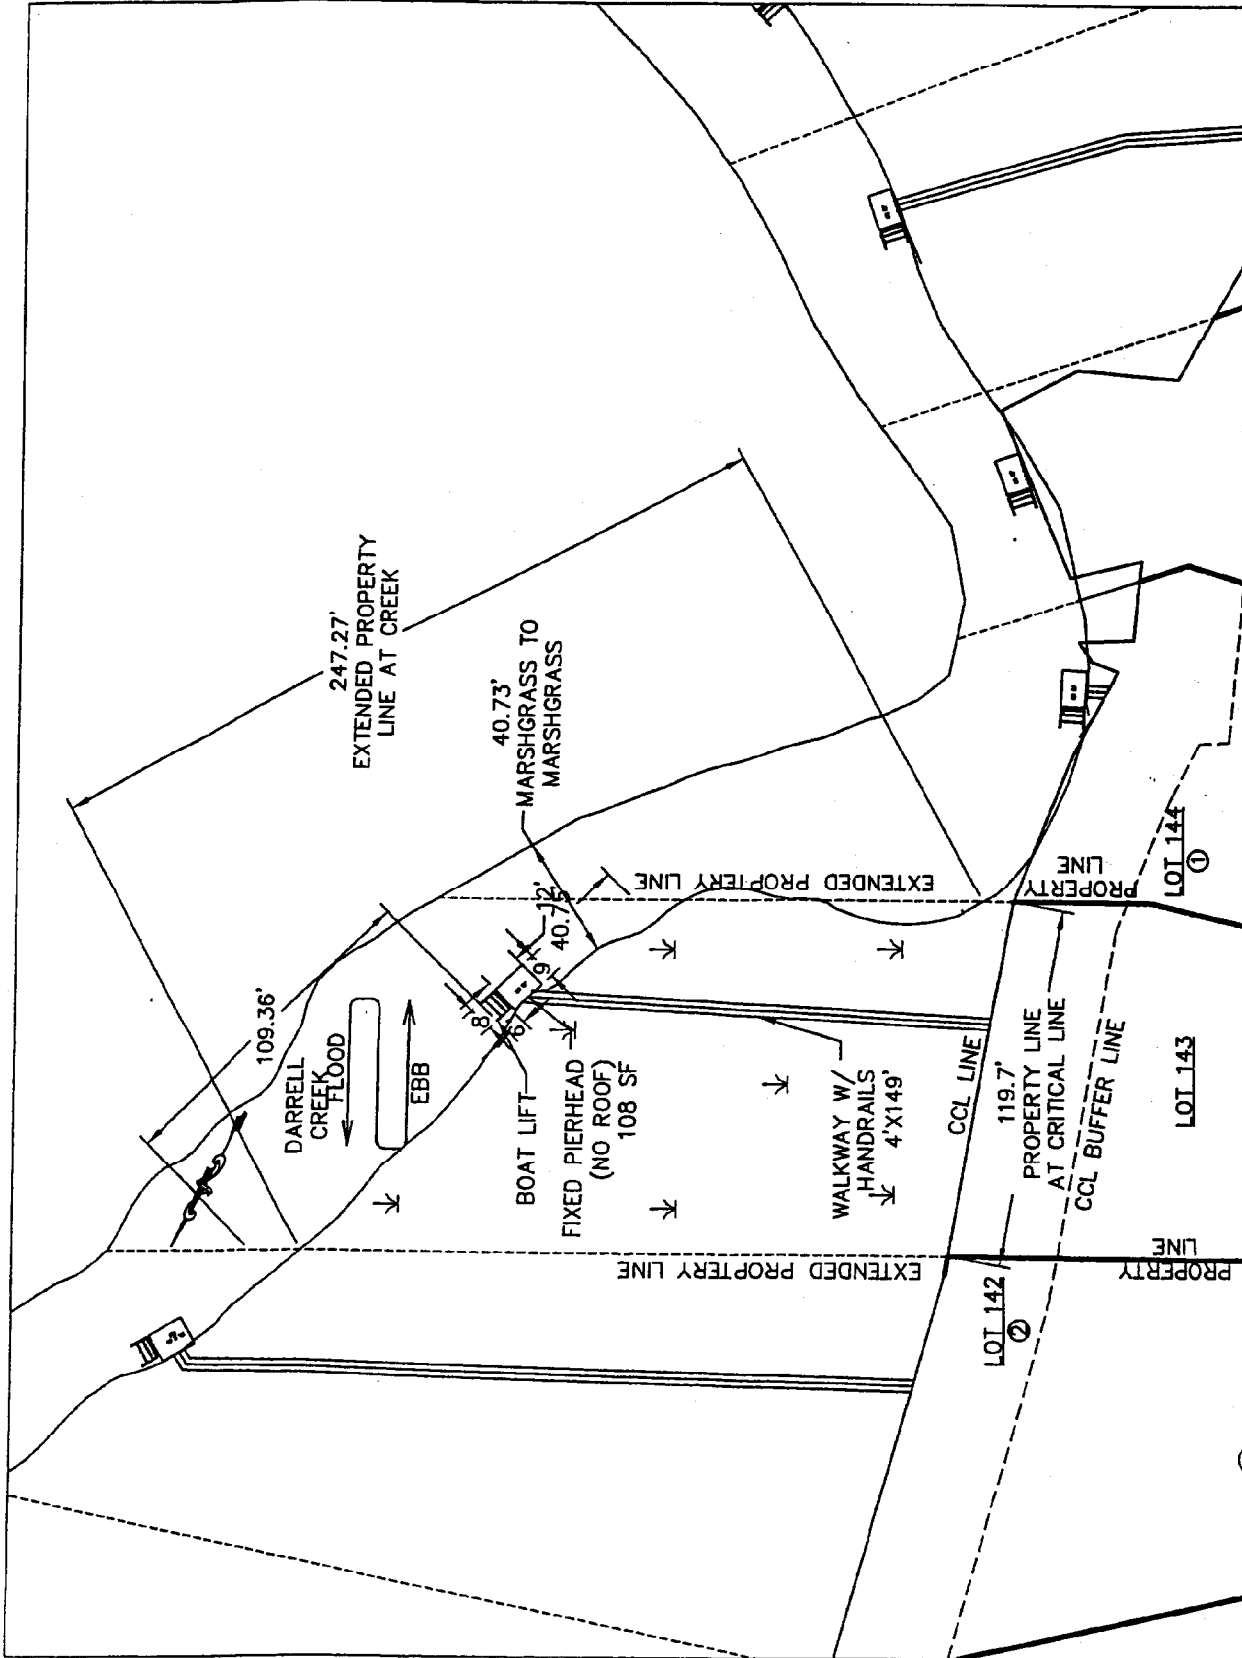 247.27'
EXTENDED PROPERTY
LINE AT CREEK
40.73'
MARSHGRASS TO
MARSHGRASS
109.36'
DARRELL
CREEK
FLOOD
EBB
12'
9'
8'
6'
BOAT LIFT
FIXED PIERHEAD
(NO ROOF)
108 SF
WALKWAY W/
HANDRAILS
4'X149'
EXTENDED PROPTERY LINE
EXTENDED PROPTERY LINE
CCL LINE
119.7'
PROPERTY LINE
AT CRITICAL LINE
CCL BUFFER LINE
PROPERTY
LINE
PROPERTY
LINE
LOT 144
1
LOT 143
LOT 142
2